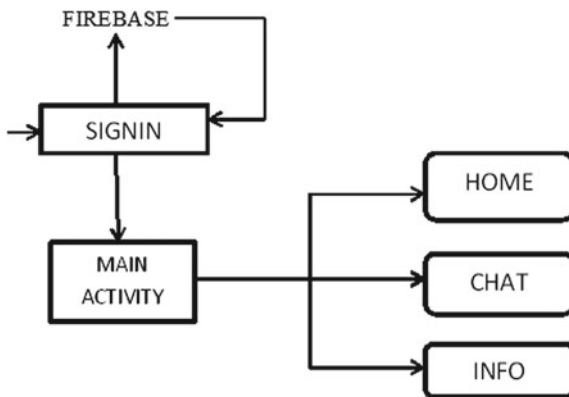 FIREBASE
SIGNIN
HOME
MAIN
ACTIVITY
CHAT
INFO